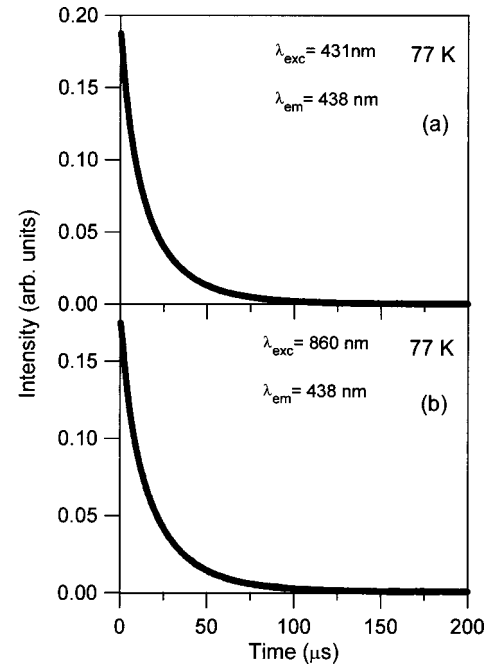 0.20
0.15
0.10
0.05
0.00
λexc= 431nm 77 K
λem= 438 nm
(a)
Intensity (arb. units)
0.15
0.10
0.05
0.00
λexc= 860 nm 77 K
λem= 438 nm
(b)
0 50 100 150 200
Time (μs)